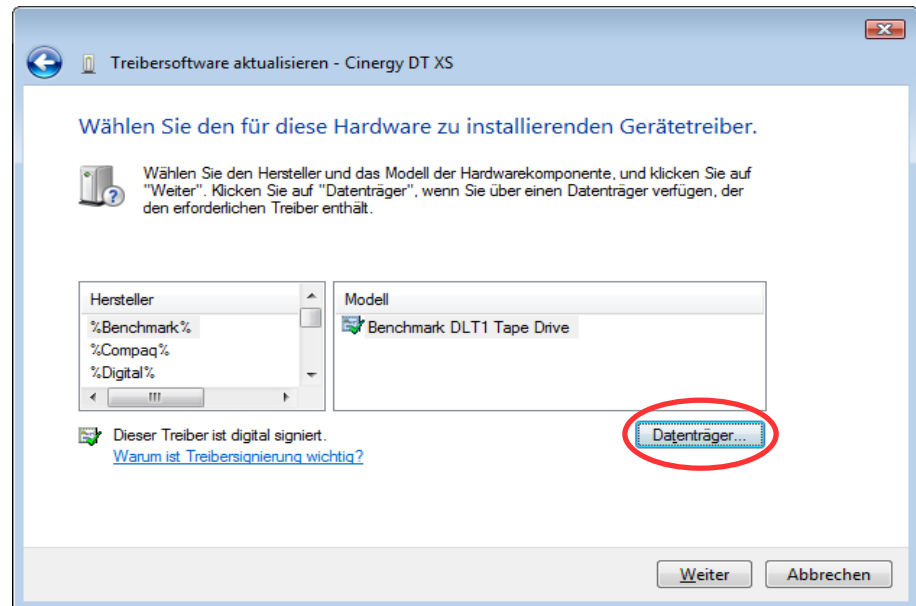 Treibersoftware aktualisieren - Cinergy DT XS
Wählen Sie den für diese Hardware zu installierenden Gerätetreiber.
Wählen Sie den Hersteller und das Modell der Hardwarekomponente, und klicken Sie auf
"Weiter". Klicken Sie auf "Datenträger", wenn Sie über einen Datenträger verfügen, der
den erforderlichen Treiber enthält.
Hersteller
%Benchmark%
%Compaq%
%Digital%
Modell
Benchmark DLT1 Tape Drive
Dieser Treiber ist digital signiert.
Warum ist Treibersignierung wichtig?
Datenträger...
Weiter
Abbrechen